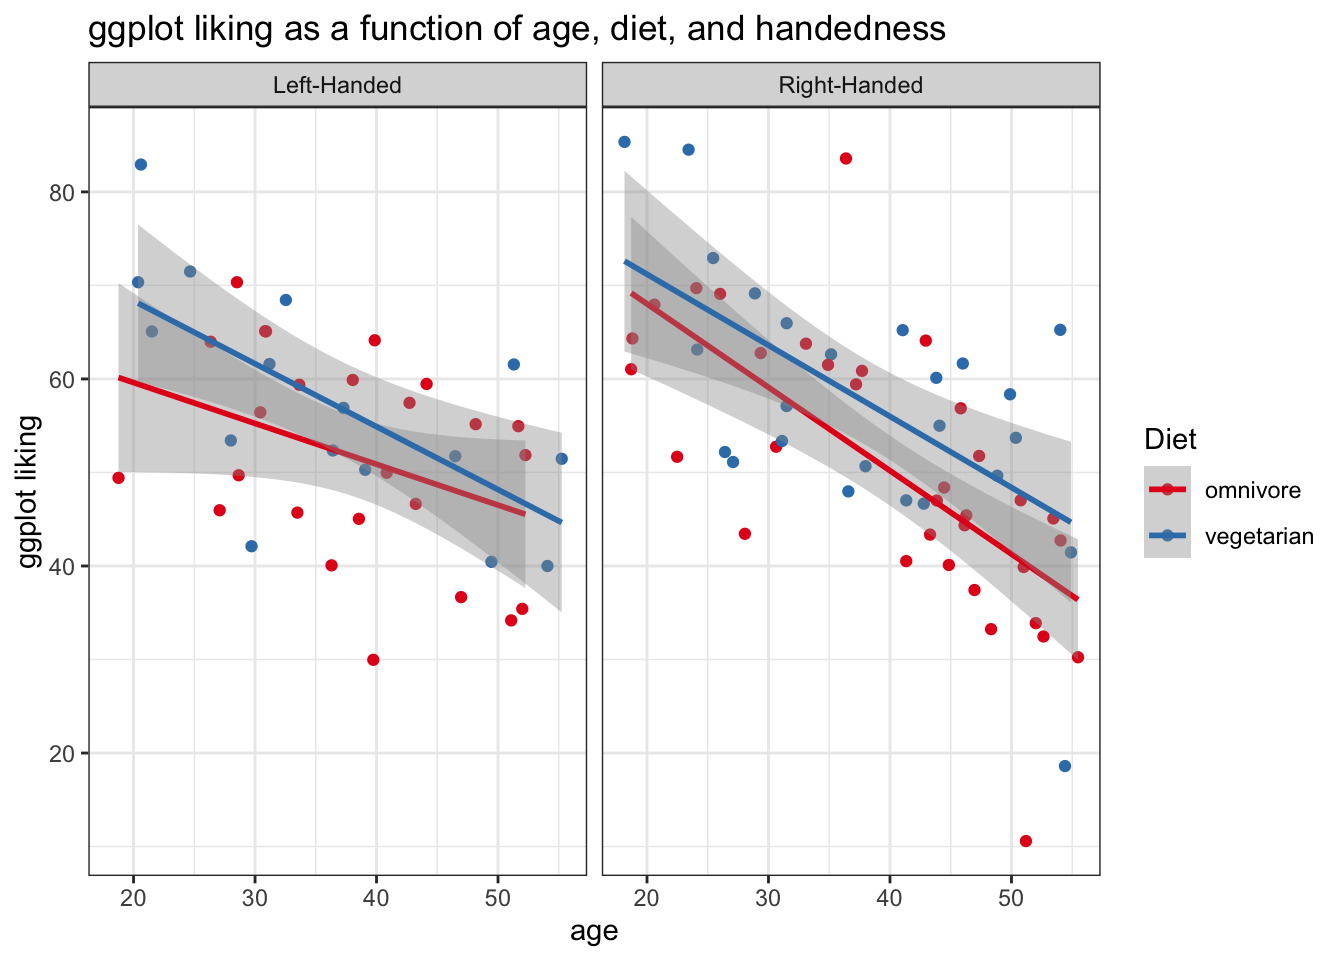 ggplot liking as a function of age, diet, and handedness
Left-Handed
Right-Handed
80
60
40
20
ggplot liking
20 30 40 50
20 30 40 50
age
Diet
omnivore
vegetarian